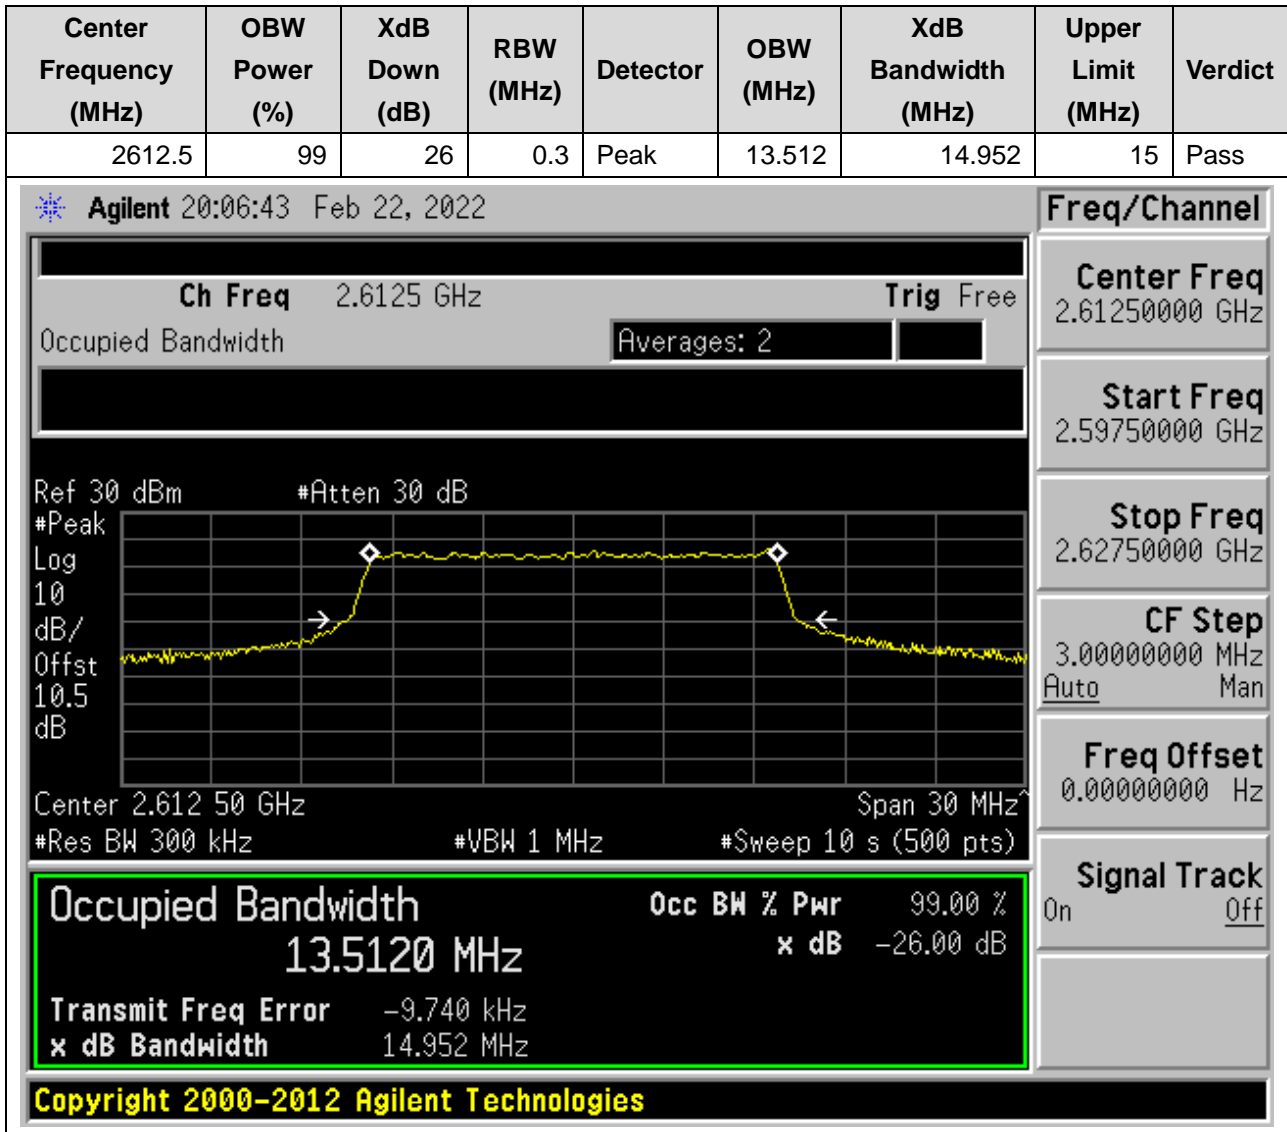 Center Frequency (MHz) OBW Power (%) XdB Down (dB) RBW (MHz) Detector OBW (MHz) XdB Bandwidth (MHz) Upper Limit (MHz) Verdict
2612.5 99 26 0.3 Peak 13.512 14.952 15 Pass
Agilent 20:06:43 Feb 22, 2022
Freq/Channel
Ch Freq 2.6125 GHz Trig Free
Occupied Bandwidth Averages: 2
Center Freq
2.61250000 GHz
Start Freq
2.59750000 GHz
Stop Freq
2.62750000 GHz
CF Step
3.00000000 MHz
Auto Man
Freq Offset
0.00000000 Hz
Signal Track
On Off
Ref 30 dBm #Atten 30 dB
#Peak
Log
10
dB/
Offst
10.5
dB
Center 2.612 50 GHz Span 30 MHz^
#Res BW 300 kHz #VBW 1 MHz #Sweep 10 s (500 pts)
Occupied Bandwidth
13.5120 MHz
Occ BW % Pwr 99.00 %
x dB -26.00 dB
Transmit Freq Error -9.740 kHz
x dB Bandwidth 14.952 MHz
Copyright 2000-2012 Agilent Technologies